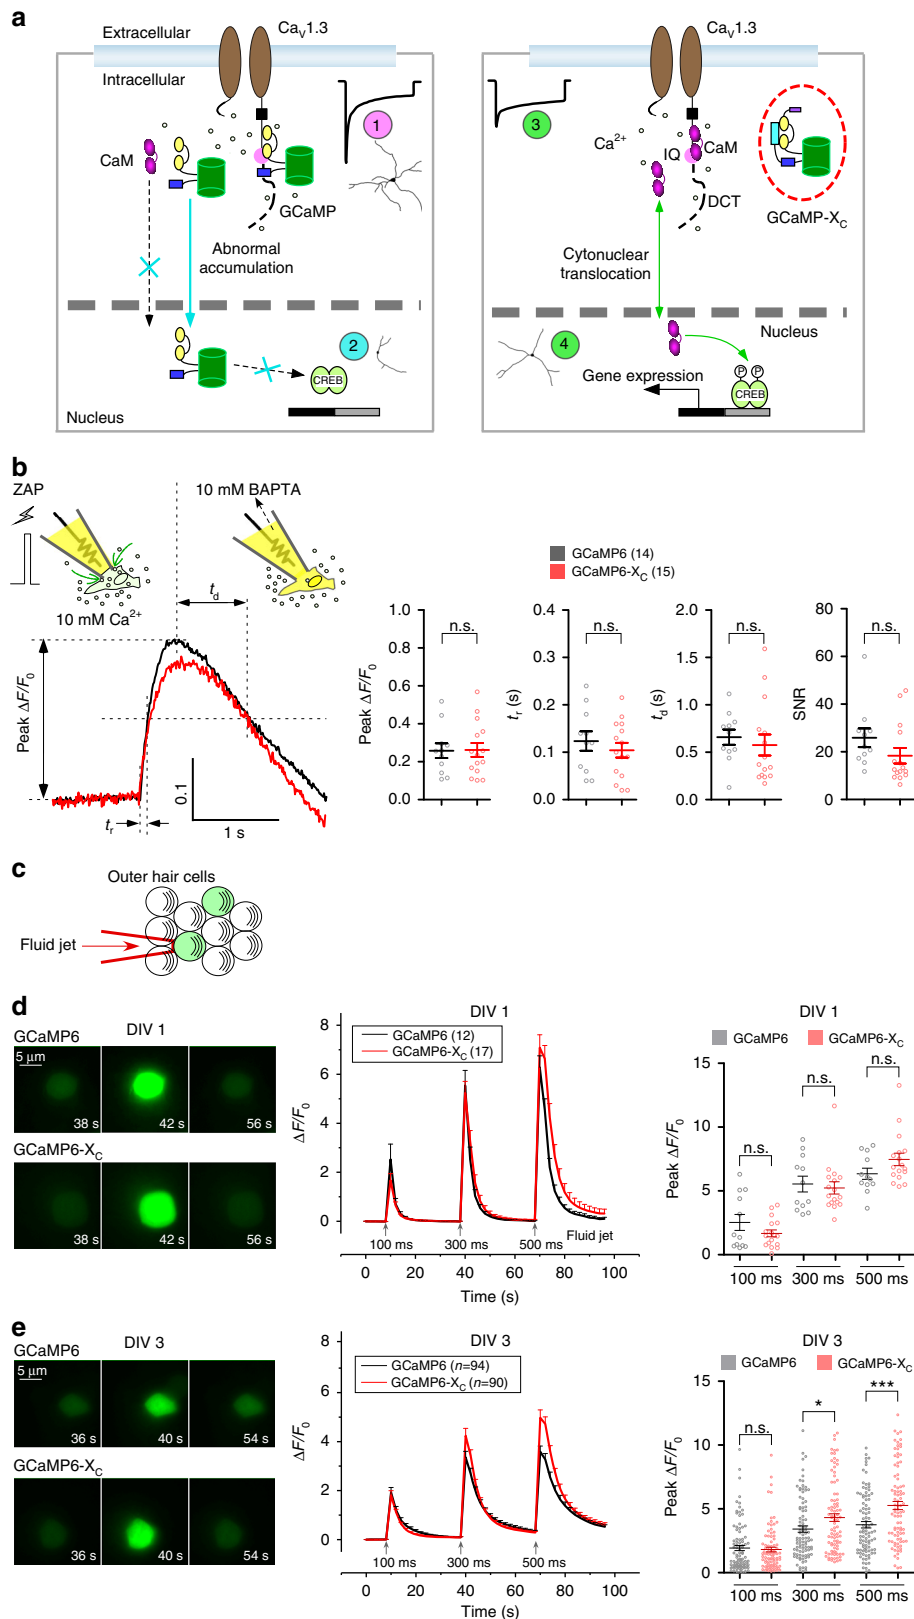 a
Extracellular
Intracellular
CaV1.3
1
CaM
GCaMP
Abnormal
accumulation
2
CREB
Nucleus
CaV1.3
3
Ca2+
IQ
CaM
DCT
GCaMP-XC
Cytonuclear
translocation
Nucleus
4
Gene expression
P P
CREB
b
ZAP
10 mM BAPTA
td
10 mM Ca2+
Peak ΔF/F0
tr
0.1
1 s
GCaMP6 (14)
GCaMP6-XC (15)
Peak ΔF/F0
1.0
0.8
0.6
0.4
0.2
0.0
n.s.
tr (s)
0.4
0.3
0.2
0.1
0.0
n.s.
td (s)
2.0
1.5
1.0
0.5
0.0
n.s.
SNR
80
60
40
20
0
n.s.
c
Outer hair cells
Fluid jet
d
GCaMP6
DIV 1
5 µm
38 s
42 s
56 s
GCaMP6-XC
38 s
42 s
56 s
DIV 1
GCaMP6 (12)
GCaMP6-XC (17)
ΔF/F0
8
6
4
2
0
100 ms
300 ms
500 ms
Fluid jet
0 20 40 60 80 100
Time (s)
DIV 1
GCaMP6
GCaMP6-XC
Peak ΔF/F0
15
10
5
0
n.s.
n.s.
n.s.
100 ms
300 ms
500 ms
e
GCaMP6
DIV 3
5 µm
36 s
40 s
54 s
GCaMP6-XC
36 s
40 s
54 s
DIV 3
GCaMP6 (n=94)
GCaMP6-XC (n=90)
ΔF/F0
8
6
4
2
0
100 ms
300 ms
500 ms
0 20 40 60 80 100
Time (s)
DIV 3
GCaMP6
GCaMP6-XC
Peak ΔF/F0
15
10
5
0
n.s.
*
***
100 ms
300 ms
500 ms